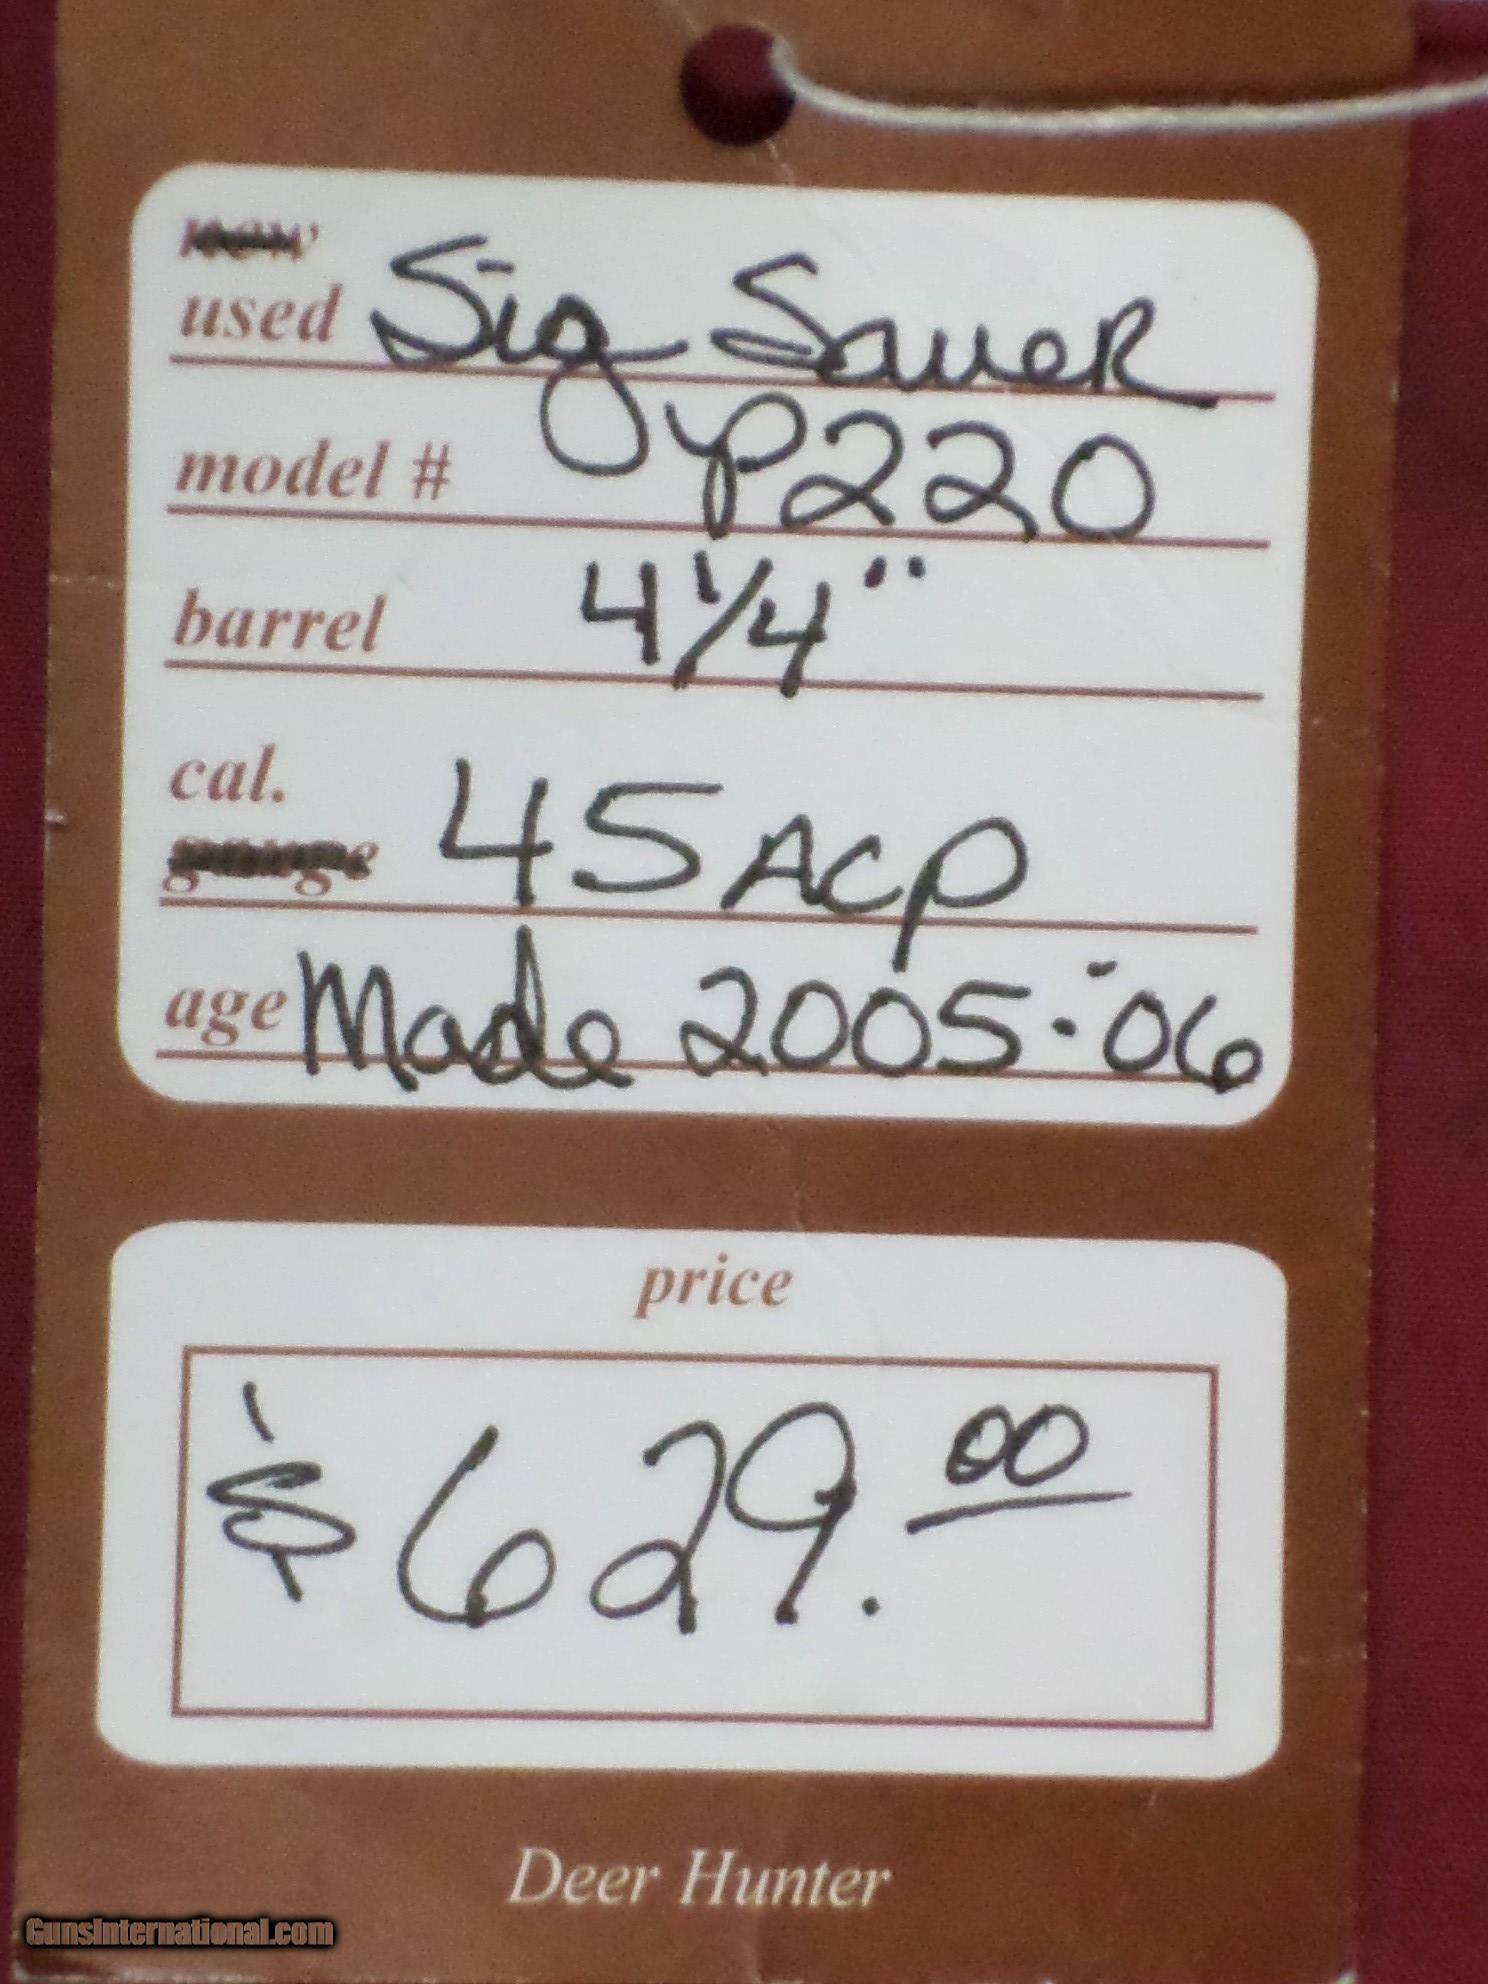 new
used Sig Sauer
model # P220
barrel 4 1/4"
cal.
gauge 45 ACP
age Made 2005-'06
price
$629.00
Deer Hunter
GunsInternational.com